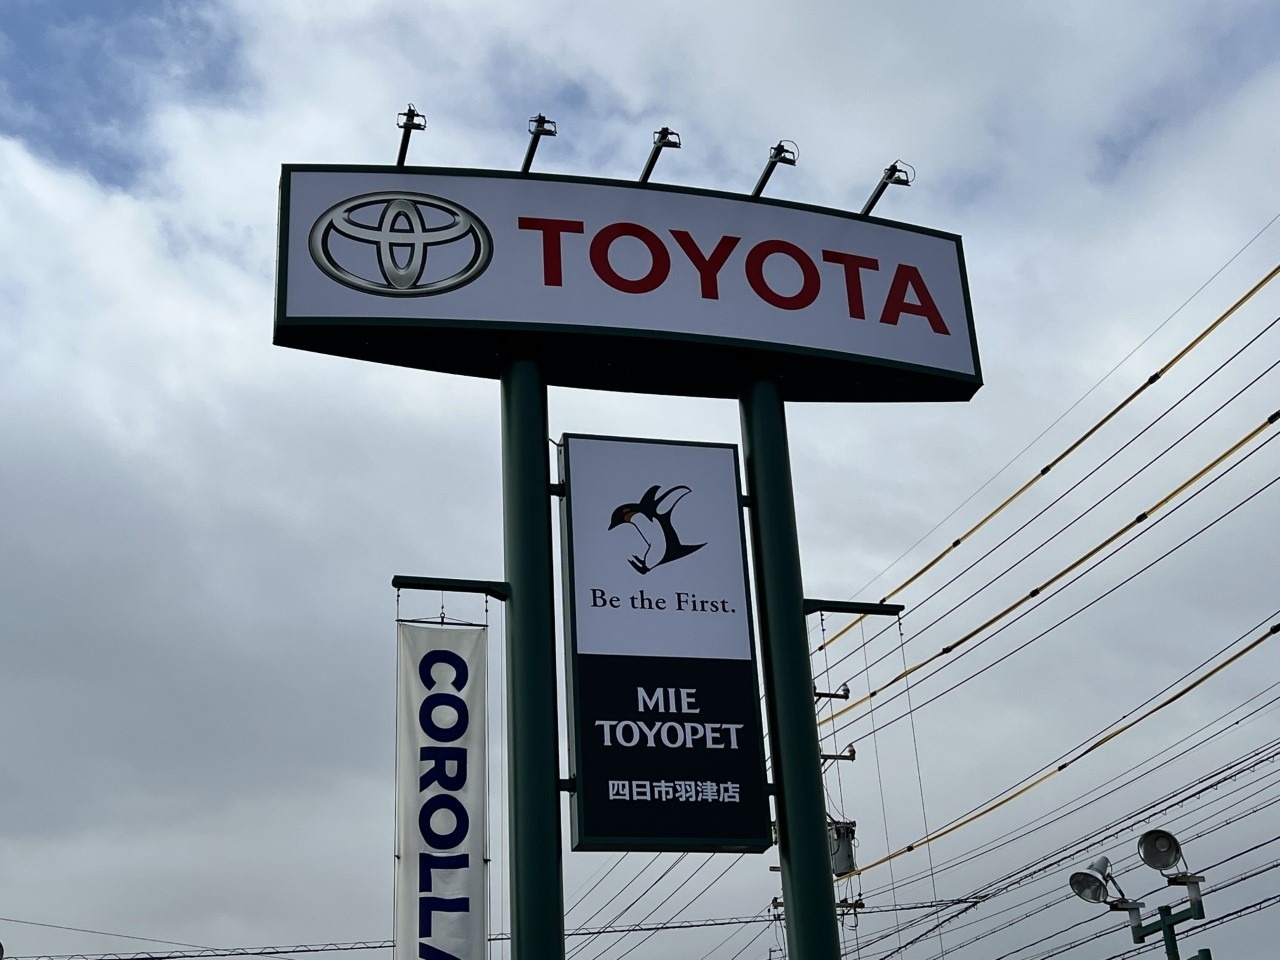 TOYOTA
Be the First.
MIE
TOYOPET
四日市羽津店
COROLLA